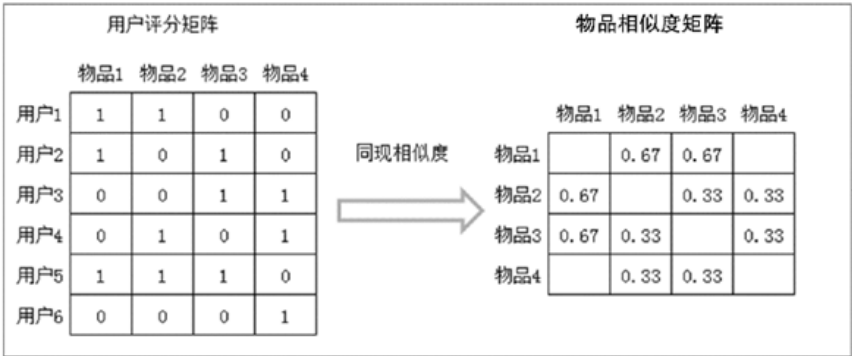 用户评分矩阵
物品1 物品2 物品3 物品4
用户1 1 1 0 0
用户2 1 0 1 0
用户3 0 0 1 1
用户4 0 1 0 1
用户5 1 1 1 0
用户6 0 0 0 1
同现相似度
物品相似度矩阵
物品1 物品2 物品3 物品4
物品1 0.67 0.67
物品2 0.67 0.33 0.33
物品3 0.67 0.33 0.33
物品4 0.33 0.33